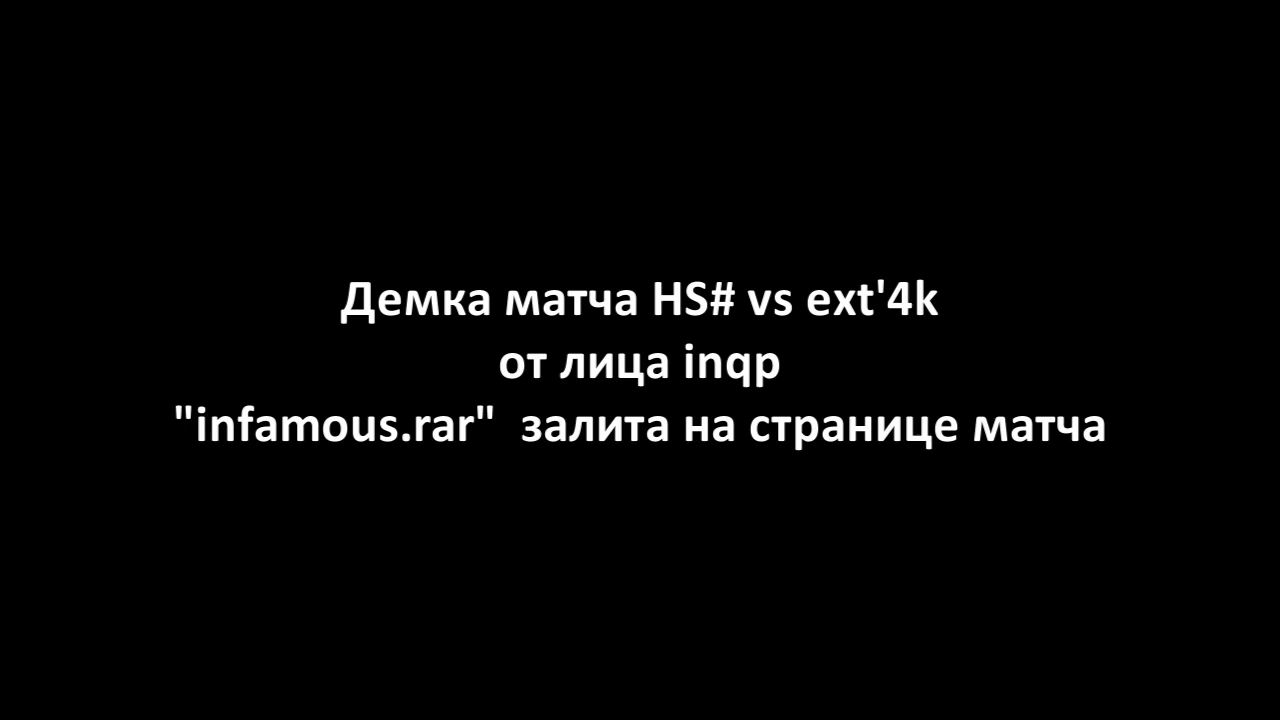 Демка матча HS# vs ext'4k
от лица inqp
"infamous.rar"  залита на странице матча